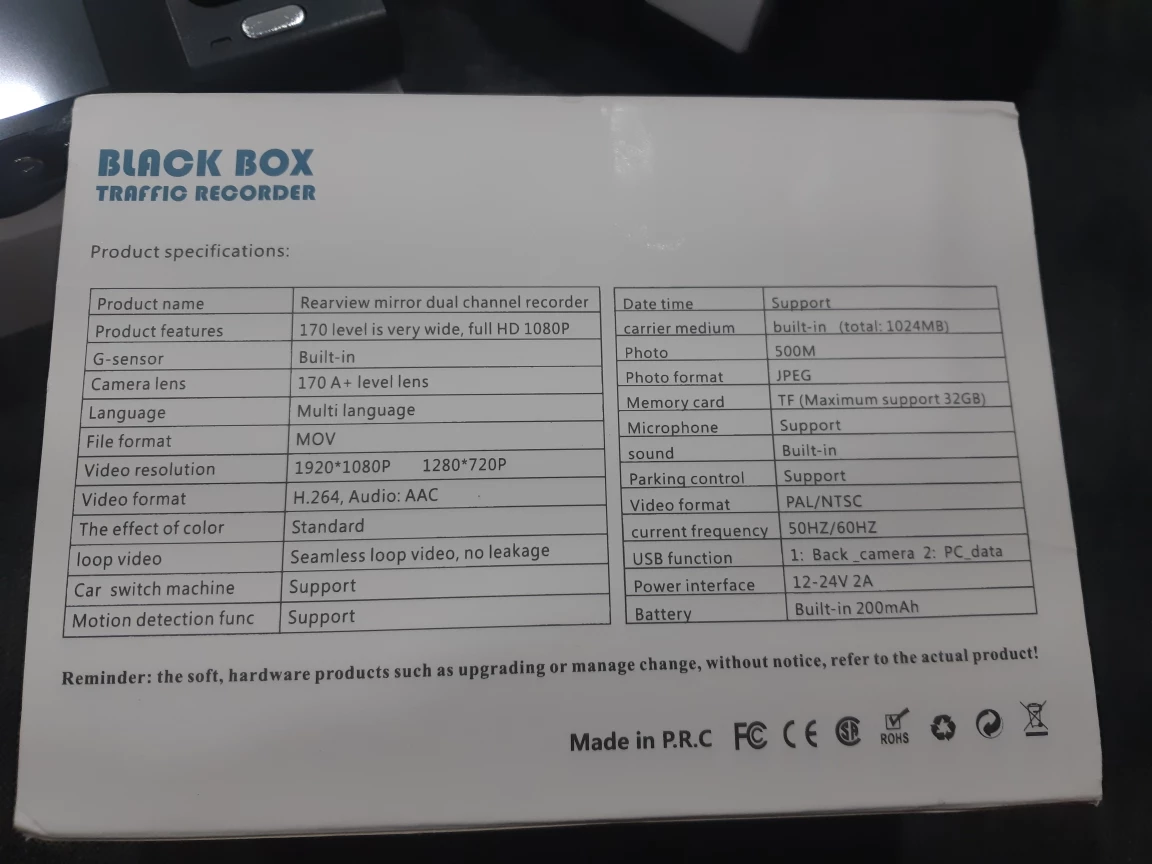 BLACK BOX
TRAFFIC RECORDER
Product specifications:
Product name Rearview mirror dual channel recorder
Product features 170 level is very wide, full HD 1080P
G-sensor Built-in
Camera lens 170 A+ level lens
Language Multi language
File format MOV
Video resolution 1920*1080P 1280*720P
Video format H.264, Audio: AAC
The effect of color Standard
loop video Seamless loop video, no leakage
Car switch machine Support
Motion detection func Support
Date time Support
carrier medium built-in (total: 1024MB)
Photo 500M
Photo format JPEG
Memory card TF (Maximum support 32GB)
Microphone Support
sound Built-in
Parking control Support
Video format PAL/NTSC
current frequency 50HZ/60HZ
USB function 1: Back _camera 2: PC_data
Power interface 12-24V 2A
Battery Built-in 200mAh
Reminder: the soft, hardware products such as upgrading or manage change, without notice, refer to the actual product!
Made in P.R.C FC CE SA ROHS